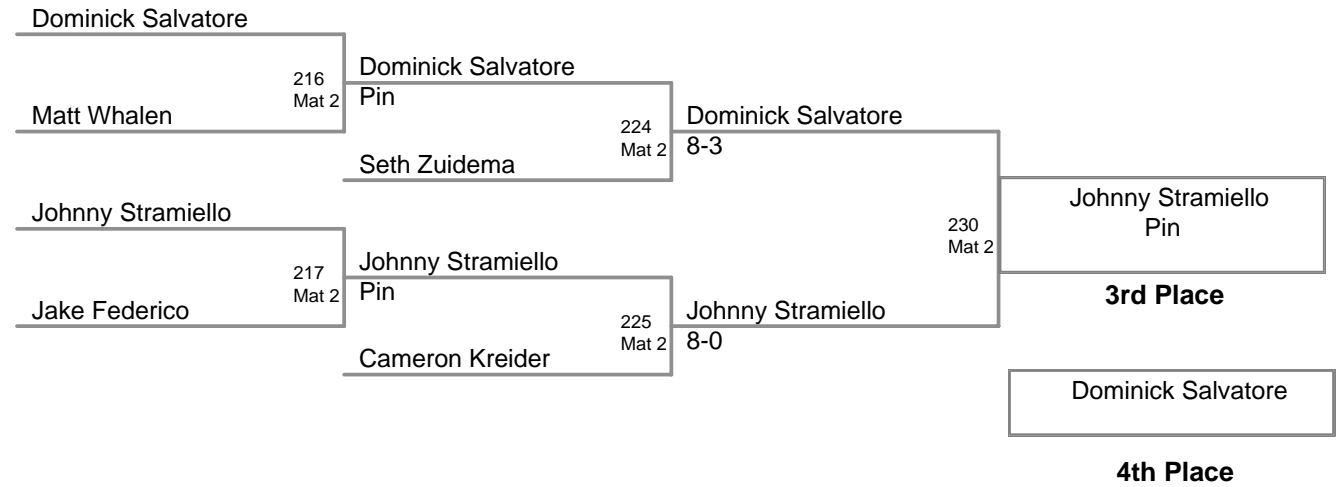 Dominick Salvatore
216
Mat 2
Dominick Salvatore
Pin
Matt Whalen
224
Mat 2
Dominick Salvatore
8-3
Seth Zuidema
Johnny Stramiello
230
Mat 2
Johnny Stramiello
Pin
3rd Place
217
Mat 2
Johnny Stramiello
Pin
Jake Federico
225
Mat 2
Johnny Stramiello
8-0
Cameron Kreider
Dominick Salvatore
4th Place